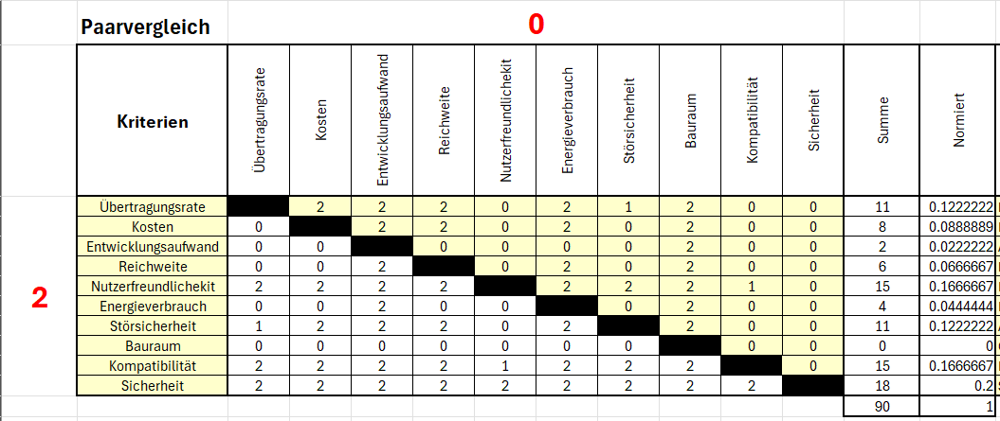 Paarvergleich 0
Kriterien Übertragungsrate Kosten Entwicklungsaufwand Reichweite Nutzerfreundlichekit Energieverbrauch Störsicherheit Bauraum Kompatibilität Sicherheit Summe Normiert
Übertragungsrate 2 2 2 0 2 1 2 0 0 11 0.1222222
Kosten 0 2 2 0 2 0 2 0 0 8 0.0888889
Entwicklungsaufwand 0 0 0 0 0 0 2 0 0 2 0.0222222
Reichweite 0 0 2 0 2 0 2 0 0 6 0.0666667
2 Nutzerfreundlichekit 2 2 2 2 2 2 2 1 0 15 0.1666667
Energieverbrauch 0 0 2 0 0 0 2 0 0 4 0.0444444
Störsicherheit 1 2 2 2 0 2 2 0 0 11 0.1222222
Bauraum 0 0 0 0 0 0 0 0 0 0 0
Kompatibilität 2 2 2 2 1 2 2 2 0 15 0.1666667
Sicherheit 2 2 2 2 2 2 2 2 2 18 0.2
90 1